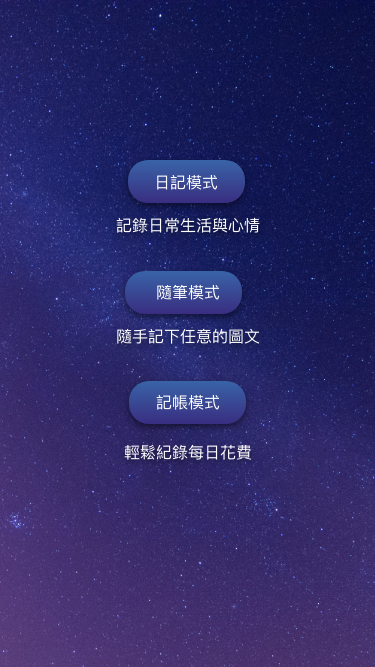 日記模式
記錄日常生活與心情
隨筆模式
隨手記下任意的圖文
記帳模式
輕鬆紀錄每日花費